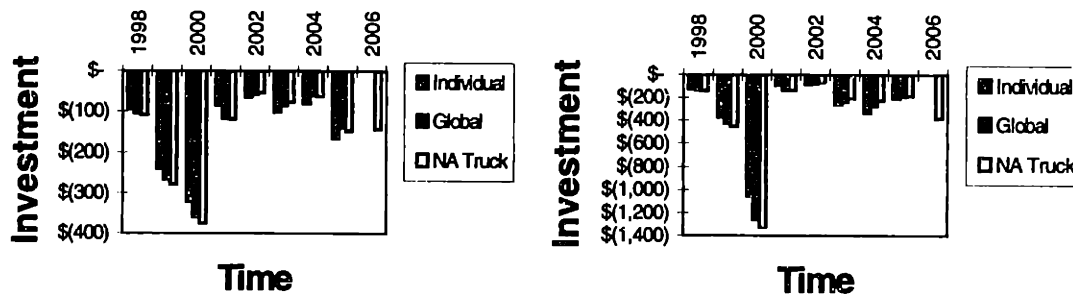 1998
2000
2002
2004
2006
Investment
$-
$(100)
$(200)
$(300)
$(400)
Individual
Global
NA Truck
Time
1998
2000
2002
2004
2006
Investment
$-
$(200)
$(400)
$(600)
$(800)
$(1,000)
$(1,200)
$(1,400)
Individual
Global
NA Truck
Time